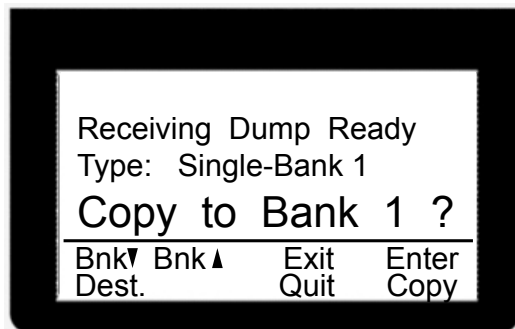 Receiving Dump Ready
Type: Single-Bank 1
Copy to Bank 1 ?
Bnk▼ Bnk▲ Exit Enter
Dest. Quit Copy